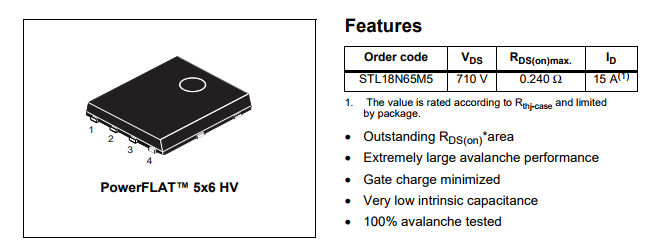 1
2
3
4
PowerFLAT™ 5x6 HV
Features
Order code VDS RDS(on)max. ID
STL18N65M5 710 V 0.240 Ω 15 A(1)
1. The value is rated according to Rthj-case and limited
by package.
• Outstanding RDS(on)*area
• Extremely large avalanche performance
• Gate charge minimized
• Very low intrinsic capacitance
• 100% avalanche tested